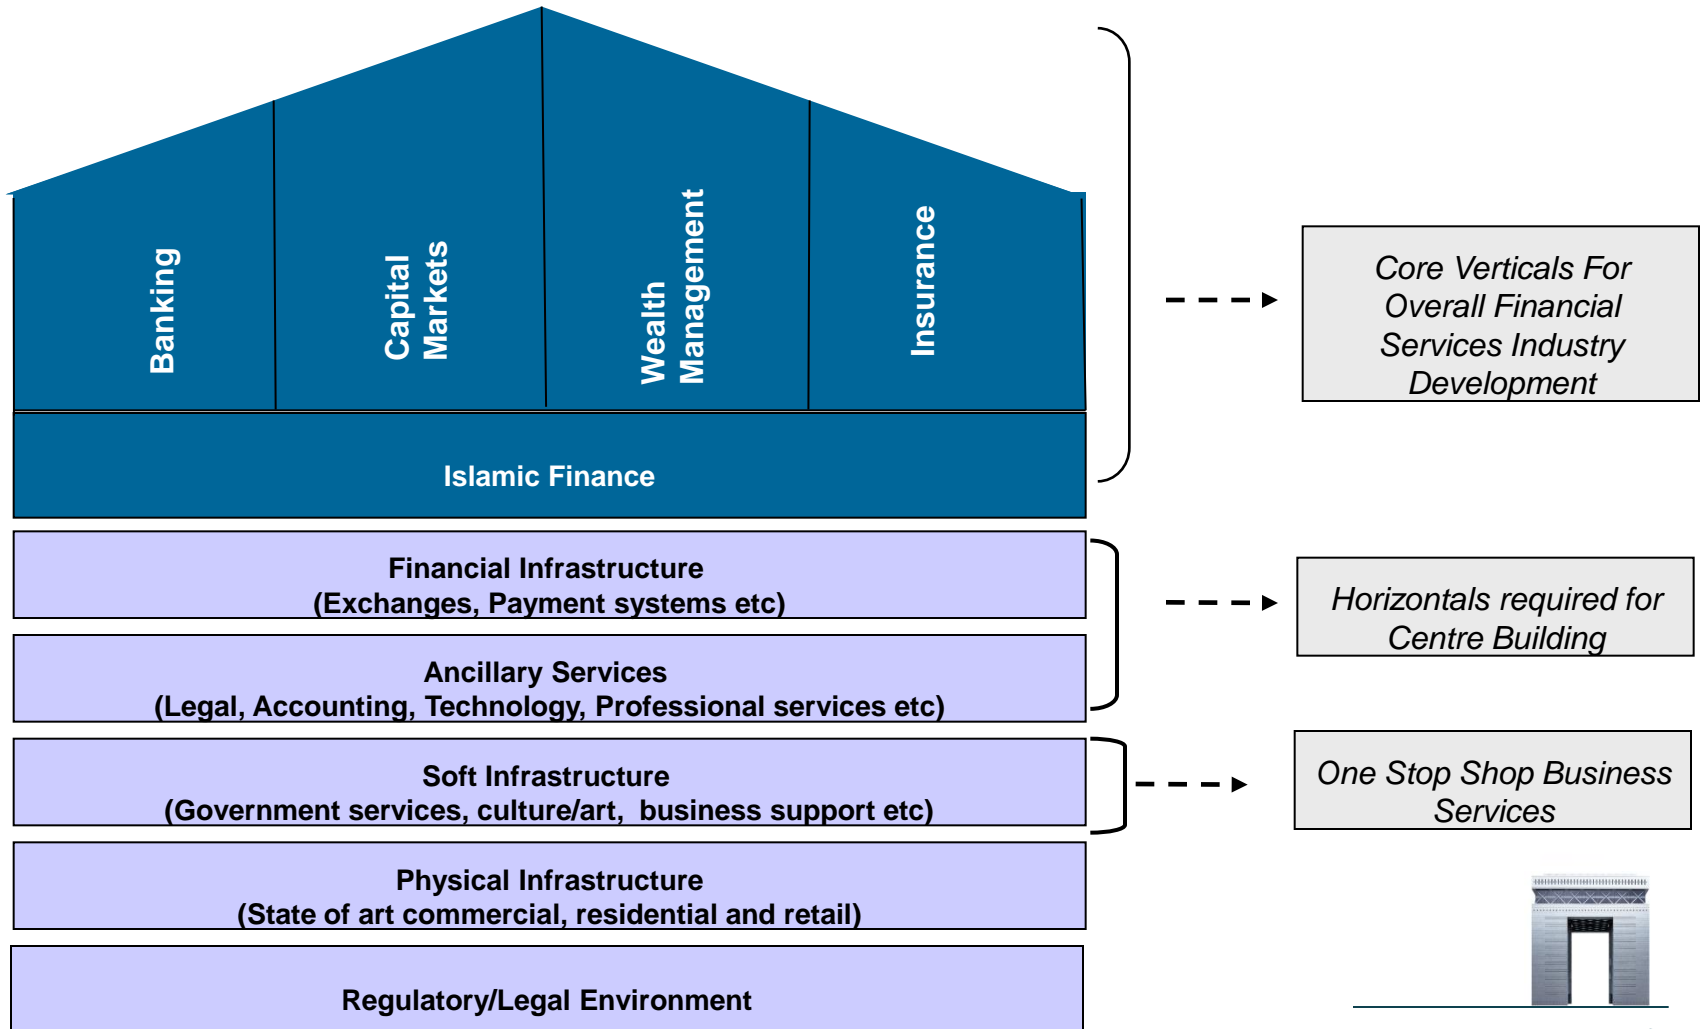 Banking
Capital
Markets
Wealth
Management
Insurance
Islamic Finance
Core Verticals For
Overall Financial
Services Industry
Development
Financial Infrastructure
(Exchanges, Payment systems etc)
Ancillary Services
(Legal, Accounting, Technology, Professional services etc)
Horizontals required for
Centre Building
Soft Infrastructure
(Government services, culture/art, business support etc)
One Stop Shop Business
Services
Physical Infrastructure
(State of art commercial, residential and retail)
Regulatory/Legal Environment